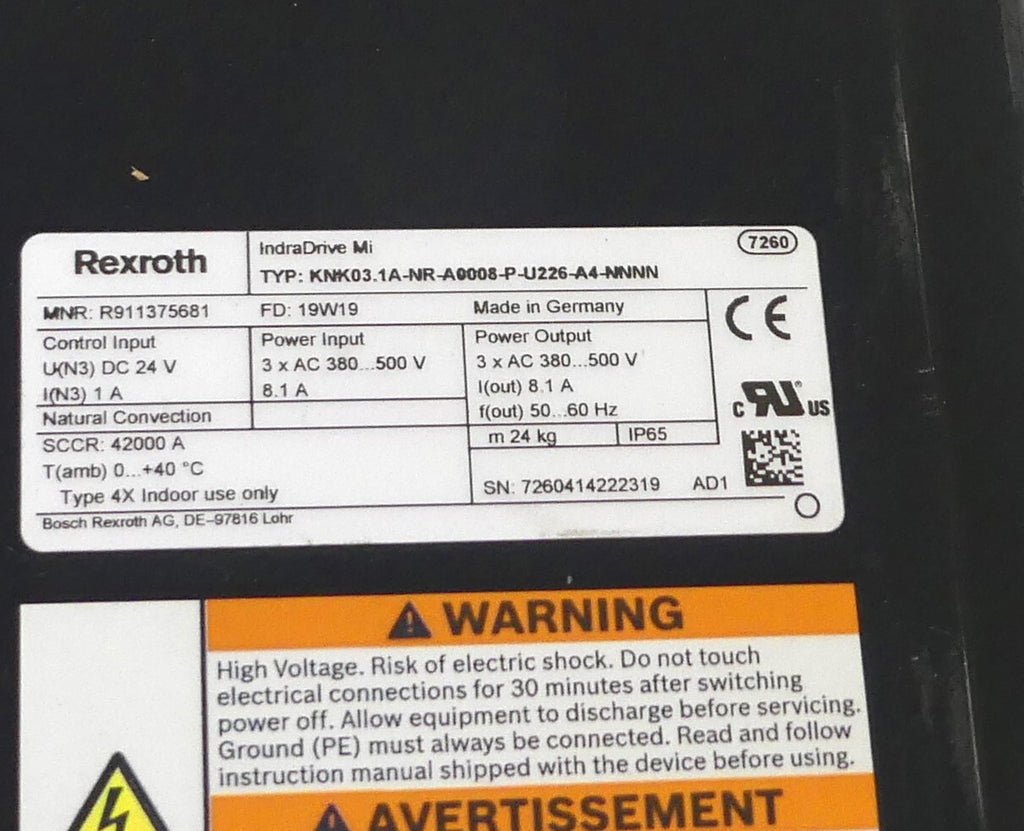 Rexroth
IndraDrive Mi
7260
TYP: KNK03.1A-NR-A0008-P-U226-A4-NNNN
MNR: R911375681 FD: 19W19 Made in Germany
CE
Control Input
U(N3) DC 24 V
I(N3) 1 A
Natural Convection
Power Input
3 x AC 380...500 V
8.1 A
Power Output
3 x AC 380...500 V
I(out) 8.1 A
f(out) 50...60 Hz
c RU US
m 24 kg IP65
SCCR: 42000 A
T(amb) 0...+40 °C
Type 4X Indoor use only
SN: 7260414222319 AD1
Bosch Rexroth AG, DE-97816 Lohr
WARNING
High Voltage. Risk of electric shock. Do not touch
electrical connections for 30 minutes after switching
power off. Allow equipment to discharge before servicing.
Ground (PE) must always be connected. Read and follow
instruction manual shipped with the device before using.
AVERTISSEMENT